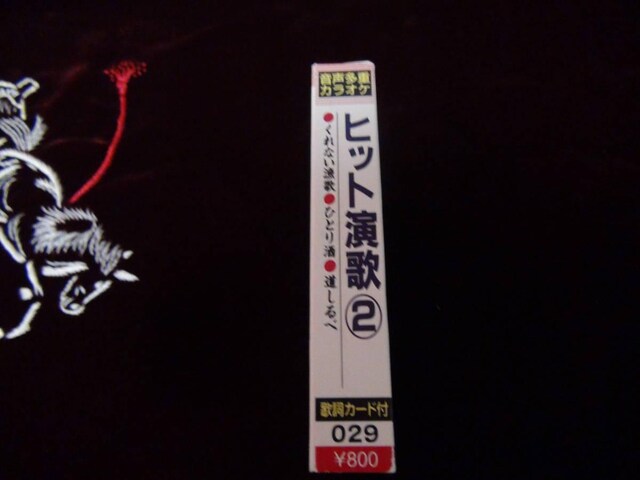 音声多重
カラオケ
ヒット演歌②
●くれない漁歌●ひとり酒●道しるべ
歌詞カード付
029
¥800